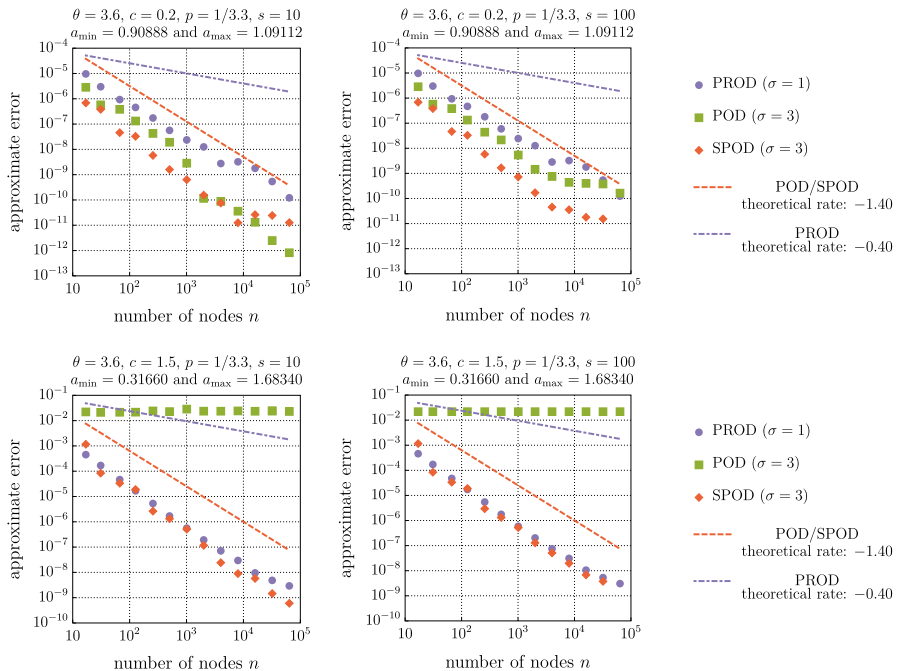 θ = 3.6, c = 0.2, p = 1/3.3, s = 10
a_min = 0.90888 and a_max = 1.09112
10^−4
10^−5
10^−6
10^−7
10^−8
10^−9
10^−10
10^−11
10^−12
10^−13
approximate error
10
10^2
10^3
10^4
10^5
number of nodes n
θ = 3.6, c = 0.2, p = 1/3.3, s = 100
a_min = 0.90888 and a_max = 1.09112
10^−4
10^−5
10^−6
10^−7
10^−8
10^−9
10^−10
10^−11
10^−12
10^−13
approximate error
10
10^2
10^3
10^4
10^5
number of nodes n
PROD (σ = 1)
POD (σ = 3)
SPOD (σ = 3)
POD/SPOD
theoretical rate: −1.40
PROD
theoretical rate: −0.40
θ = 3.6, c = 1.5, p = 1/3.3, s = 10
a_min = 0.31660 and a_max = 1.68340
10^−1
10^−2
10^−3
10^−4
10^−5
10^−6
10^−7
10^−8
10^−9
10^−10
approximate error
10
10^2
10^3
10^4
10^5
number of nodes n
θ = 3.6, c = 1.5, p = 1/3.3, s = 100
a_min = 0.31660 and a_max = 1.68340
10^−1
10^−2
10^−3
10^−4
10^−5
10^−6
10^−7
10^−8
10^−9
10^−10
approximate error
10
10^2
10^3
10^4
10^5
number of nodes n
PROD (σ = 1)
POD (σ = 3)
SPOD (σ = 3)
POD/SPOD
theoretical rate: −1.40
PROD
theoretical rate: −0.40